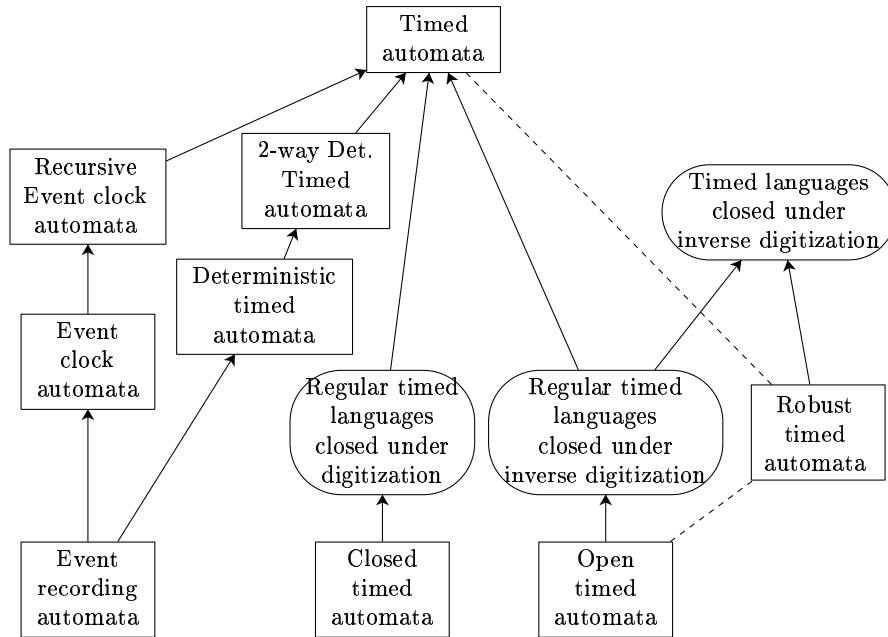 Timed
automata
Recursive
Event clock
automata
2-way Det.
Timed
automata
Timed languages
closed under
inverse digitization
Deterministic
timed
automata
Event
clock
automata
Regular timed
languages
closed under
digitization
Regular timed
languages
closed under
inverse digitization
Robust
timed
automata
Event
recording
automata
Closed
timed
automata
Open
timed
automata